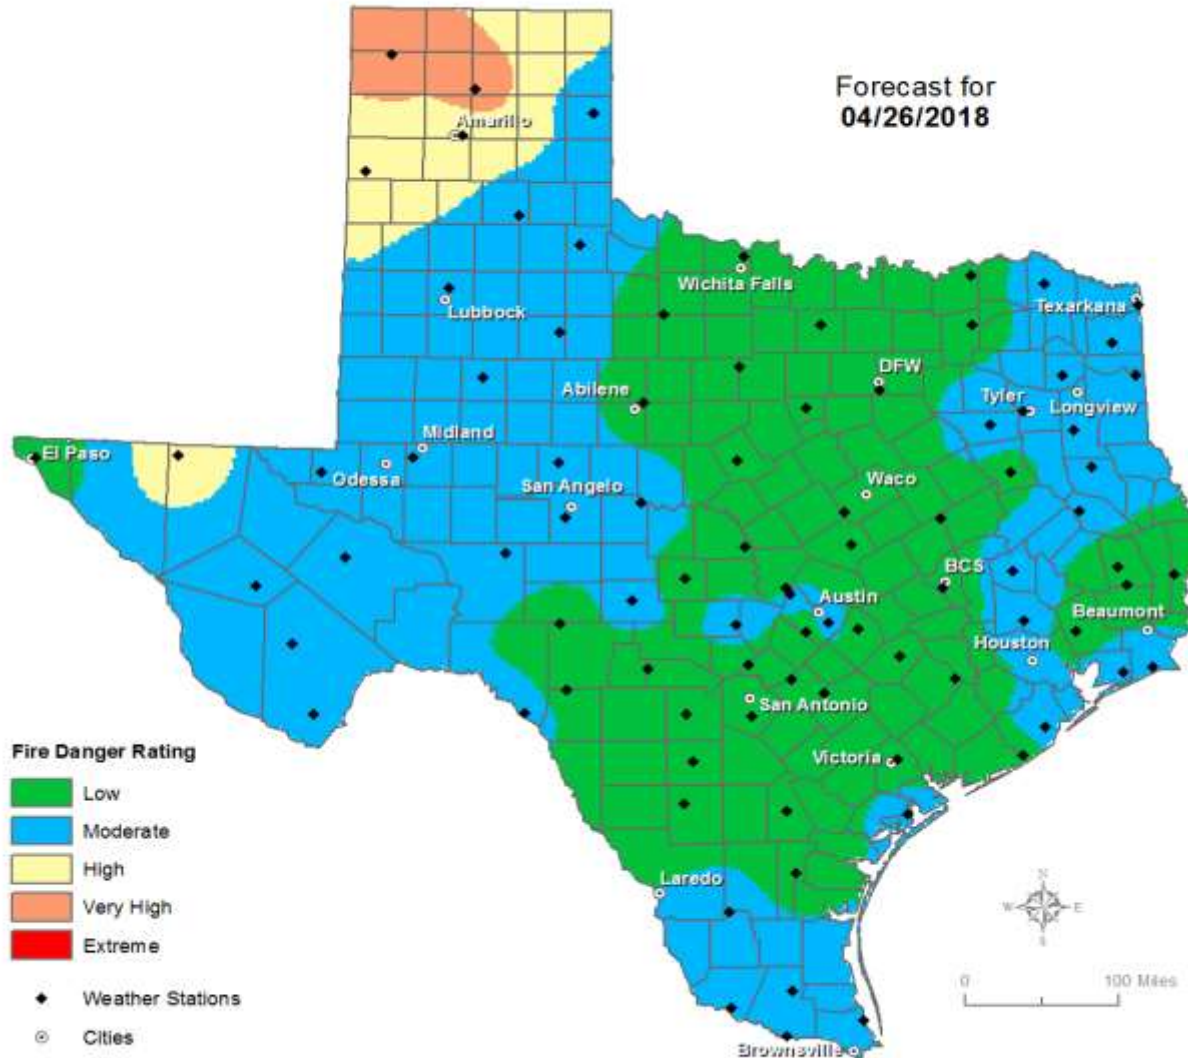 Forecast for
04/26/2018
Amarillo
Wichita Falls
Lubbock
Texarkana
DFW
Abilene
Tyler
Longview
Midland
El Paso
Odessa
San Angelo
Waco
BCS
Austin
Beaumont
Houston
San Antonio
Victoria
Laredo
Brownsville
Fire Danger Rating
Low
Moderate
High
Very High
Extreme
Weather Stations
Cities
N
W E
S
0 100 Miles